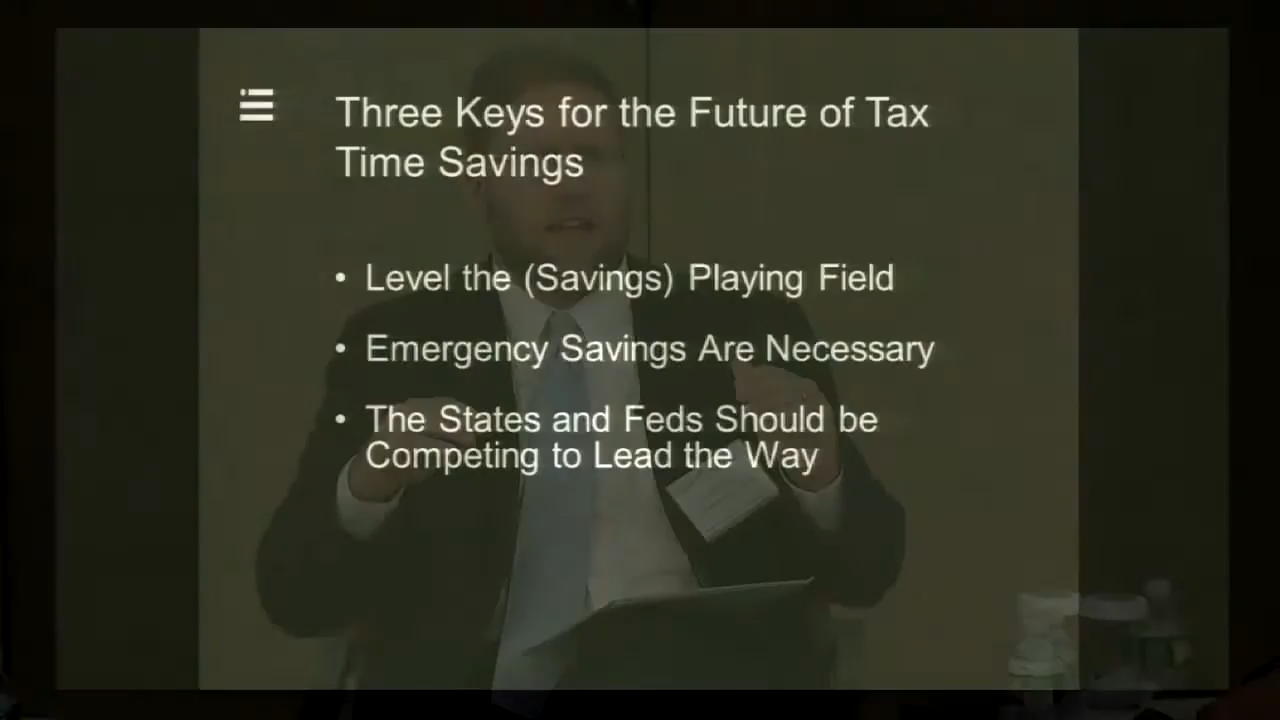 Three Keys for the Future of Tax
Time Savings
• Level the (Savings) Playing Field
• Emergency Savings Are Necessary
• The States and Feds Should be
Competing to Lead the Way